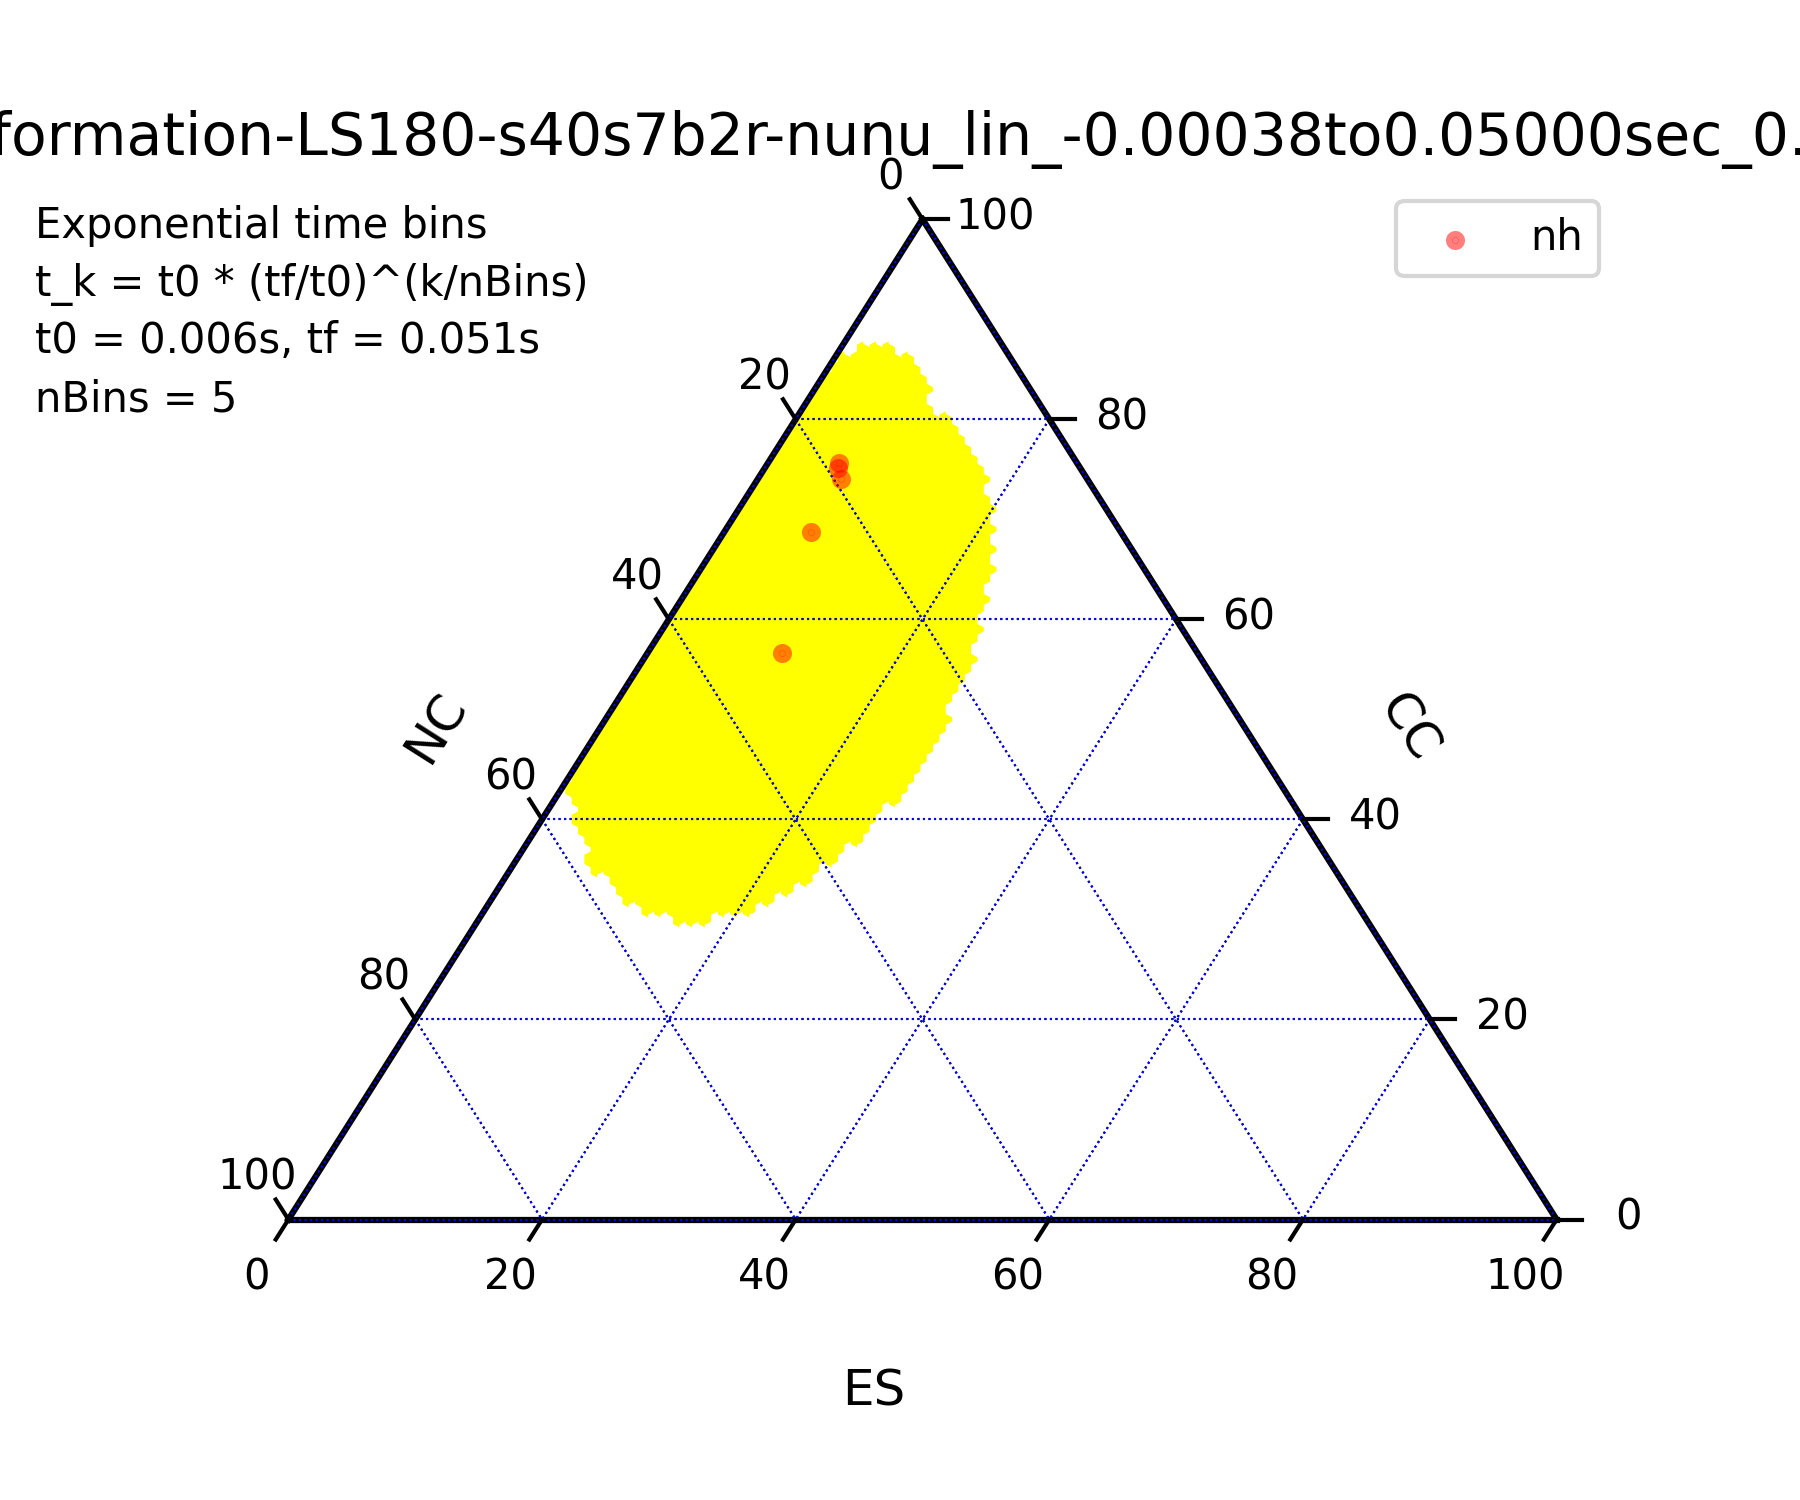 formation-LS180-s40s7b2r-nunu_lin_-0.00038to0.05000sec_0.
Exponential time bins
t_k = t0 * (tf/t0)^(k/nBins)
t0 = 0.006s, tf = 0.051s
nBins = 5
nh
0
100
20
80
40
60
NC
CC
60
40
80
20
100
0
0
20
40
60
80
100
ES